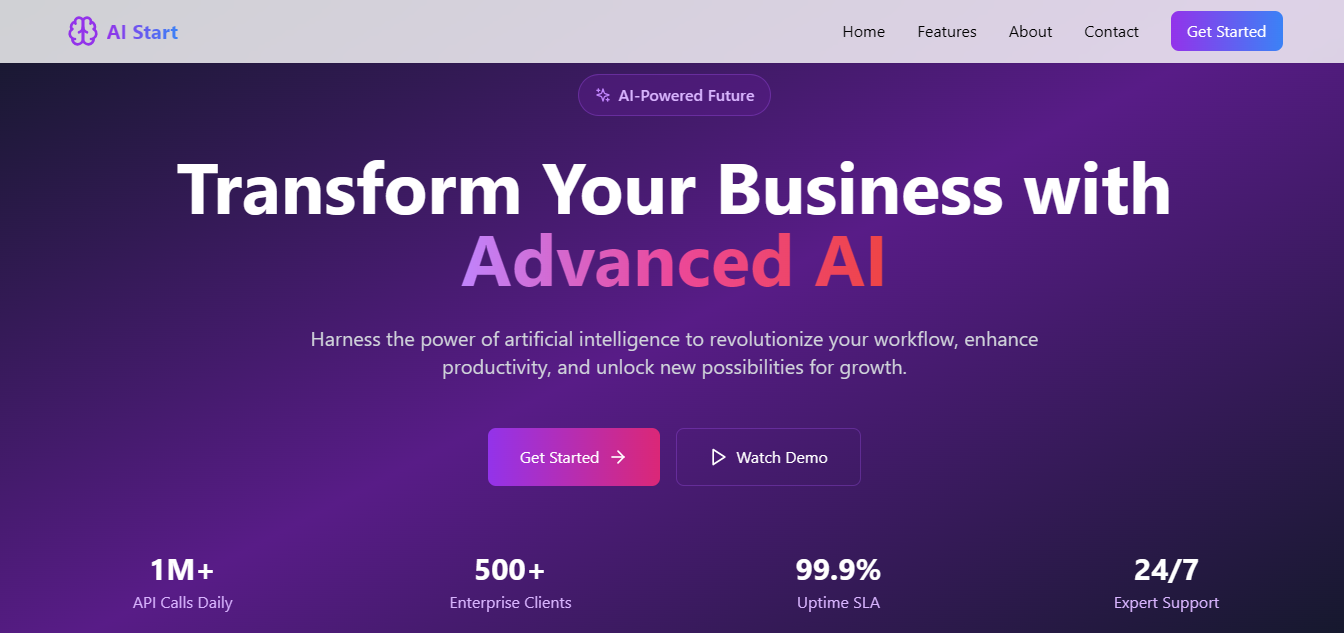 AI Start
Home
Features
About
Contact
Get Started
AI-Powered Future
Transform Your Business with
Advanced AI
Harness the power of artificial intelligence to revolutionize your workflow, enhance
productivity, and unlock new possibilities for growth.
Get Started
Watch Demo
1M+
API Calls Daily
500+
Enterprise Clients
99.9%
Uptime SLA
24/7
Expert Support